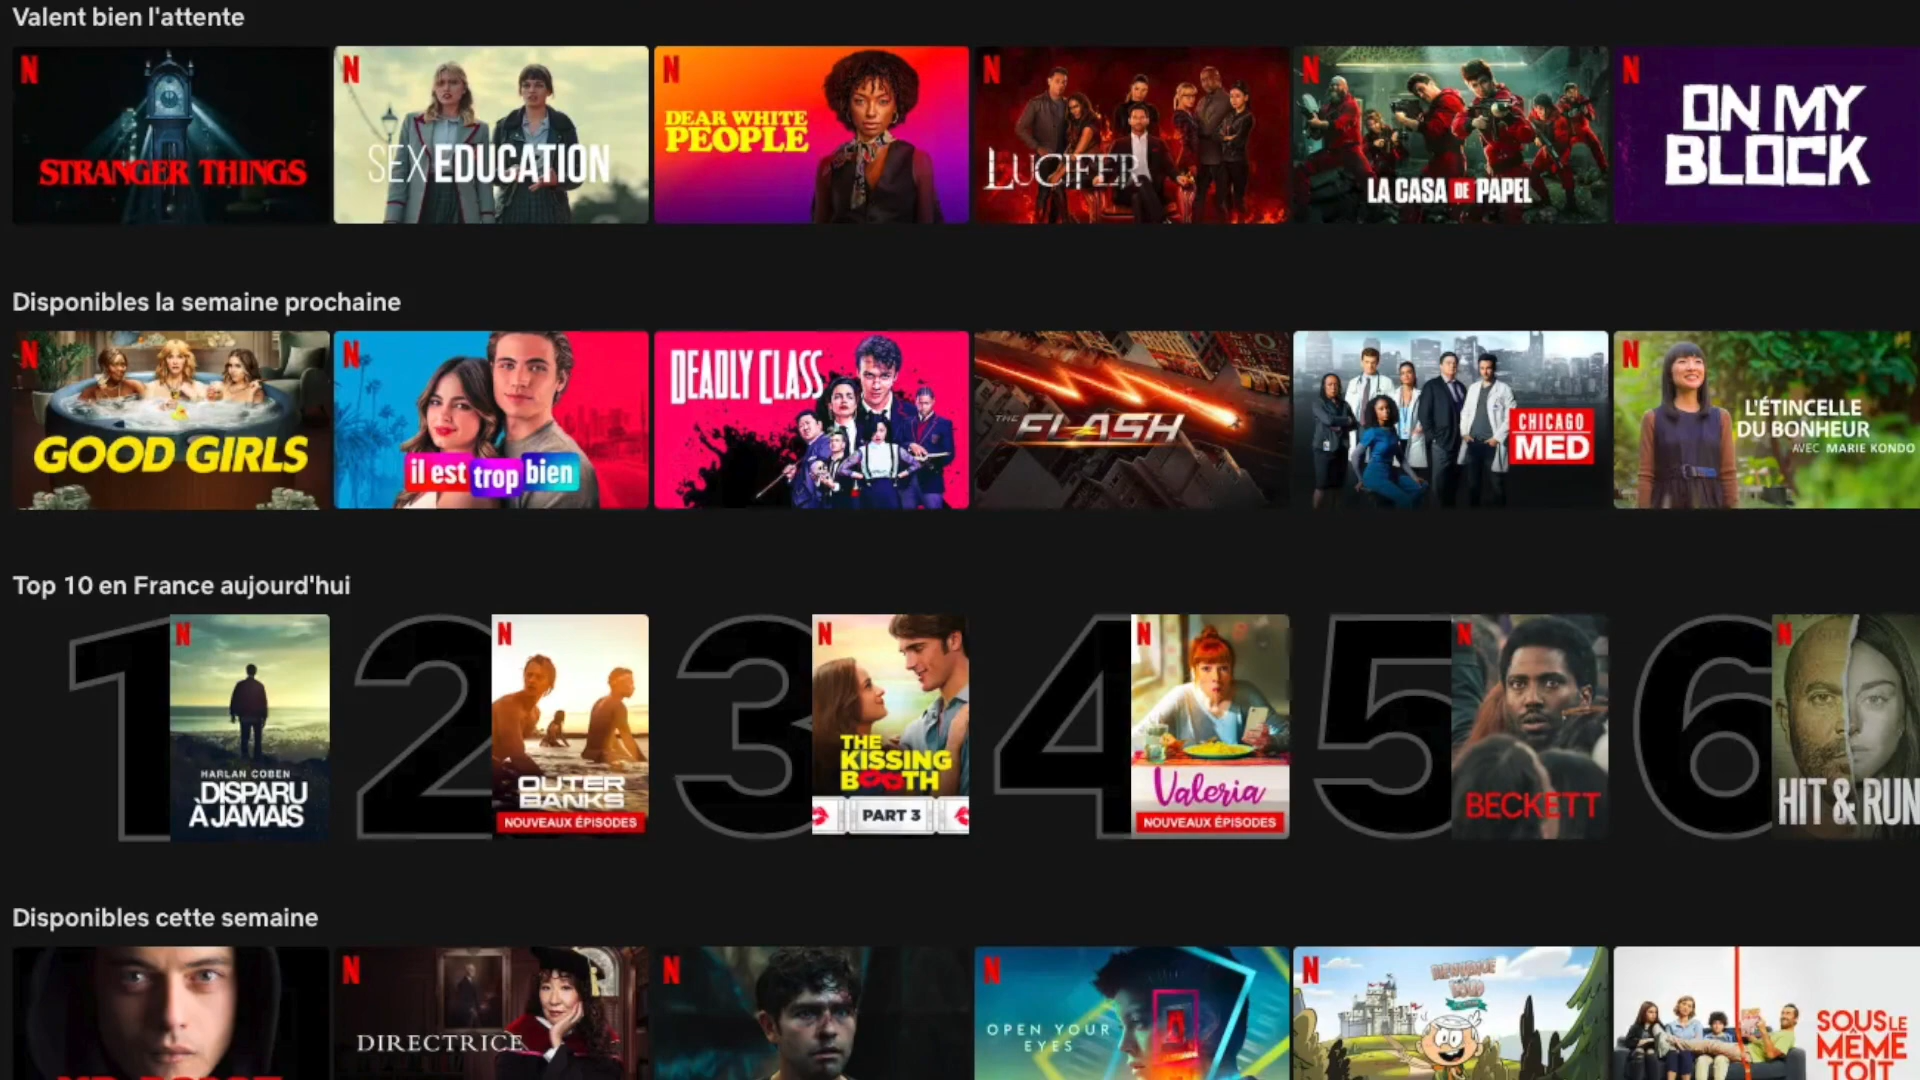 Valent bien l'attente
N
STRANGER THINGS
N
SEX EDUCATION
N
DEAR WHITE
PEOPLE
N
LUCIFER
N
LA CASA DE PAPEL
N
ON MY
BLOCK
Disponibles la semaine prochaine
N
GOOD GIRLS
N
il est trop bien
DEADLY CLASS
THE FLASH
CHICAGO
MED
N
L'ÉTINCELLE
DU BONHEUR
AVEC MARIE KONDO
Top 10 en France aujourd'hui
1
N
HARLAN COBEN
DISPARU
À JAMAIS
2
N
OUTER
BANKS
NOUVEAUX ÉPISODES
3
N
THE
KISSING
BOOTH
PART 3
4
N
Valeria
NOUVEAUX ÉPISODES
5
N
BECKETT
6
N
HIT & RUN
Disponibles cette semaine
N
DIRECTRICE
N
N
OPEN YOUR
EYES
N
SOUS LE
MÊME
TOIT